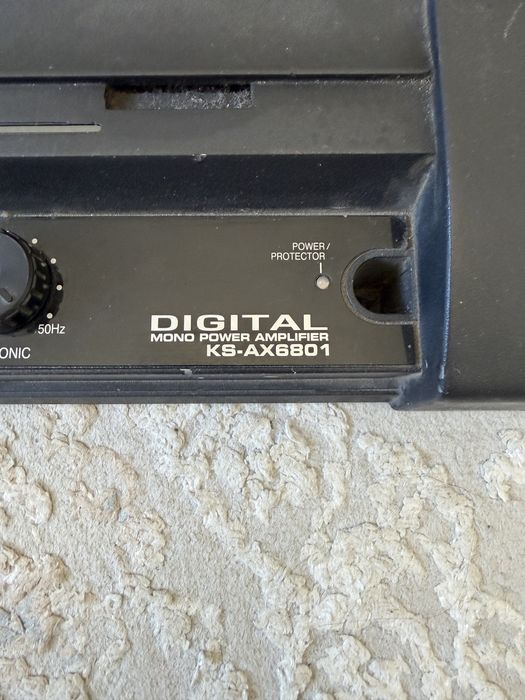 POWER/
PROTECTOR
50Hz
DIGITAL
MONO POWER AMPLIFIER
ONIC
KS-AX6801